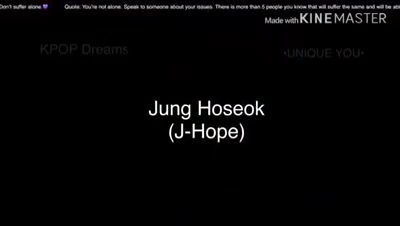 Don't suffer alone.💜 Quote: You're not alone. Speak to someone about your issues. There is more than 5 people you know that will suffer the same and will be abl
Made with KINEMASTER
KPOP Dreams
•UNIQUE YOU•
Jung Hoseok
(J-Hope)